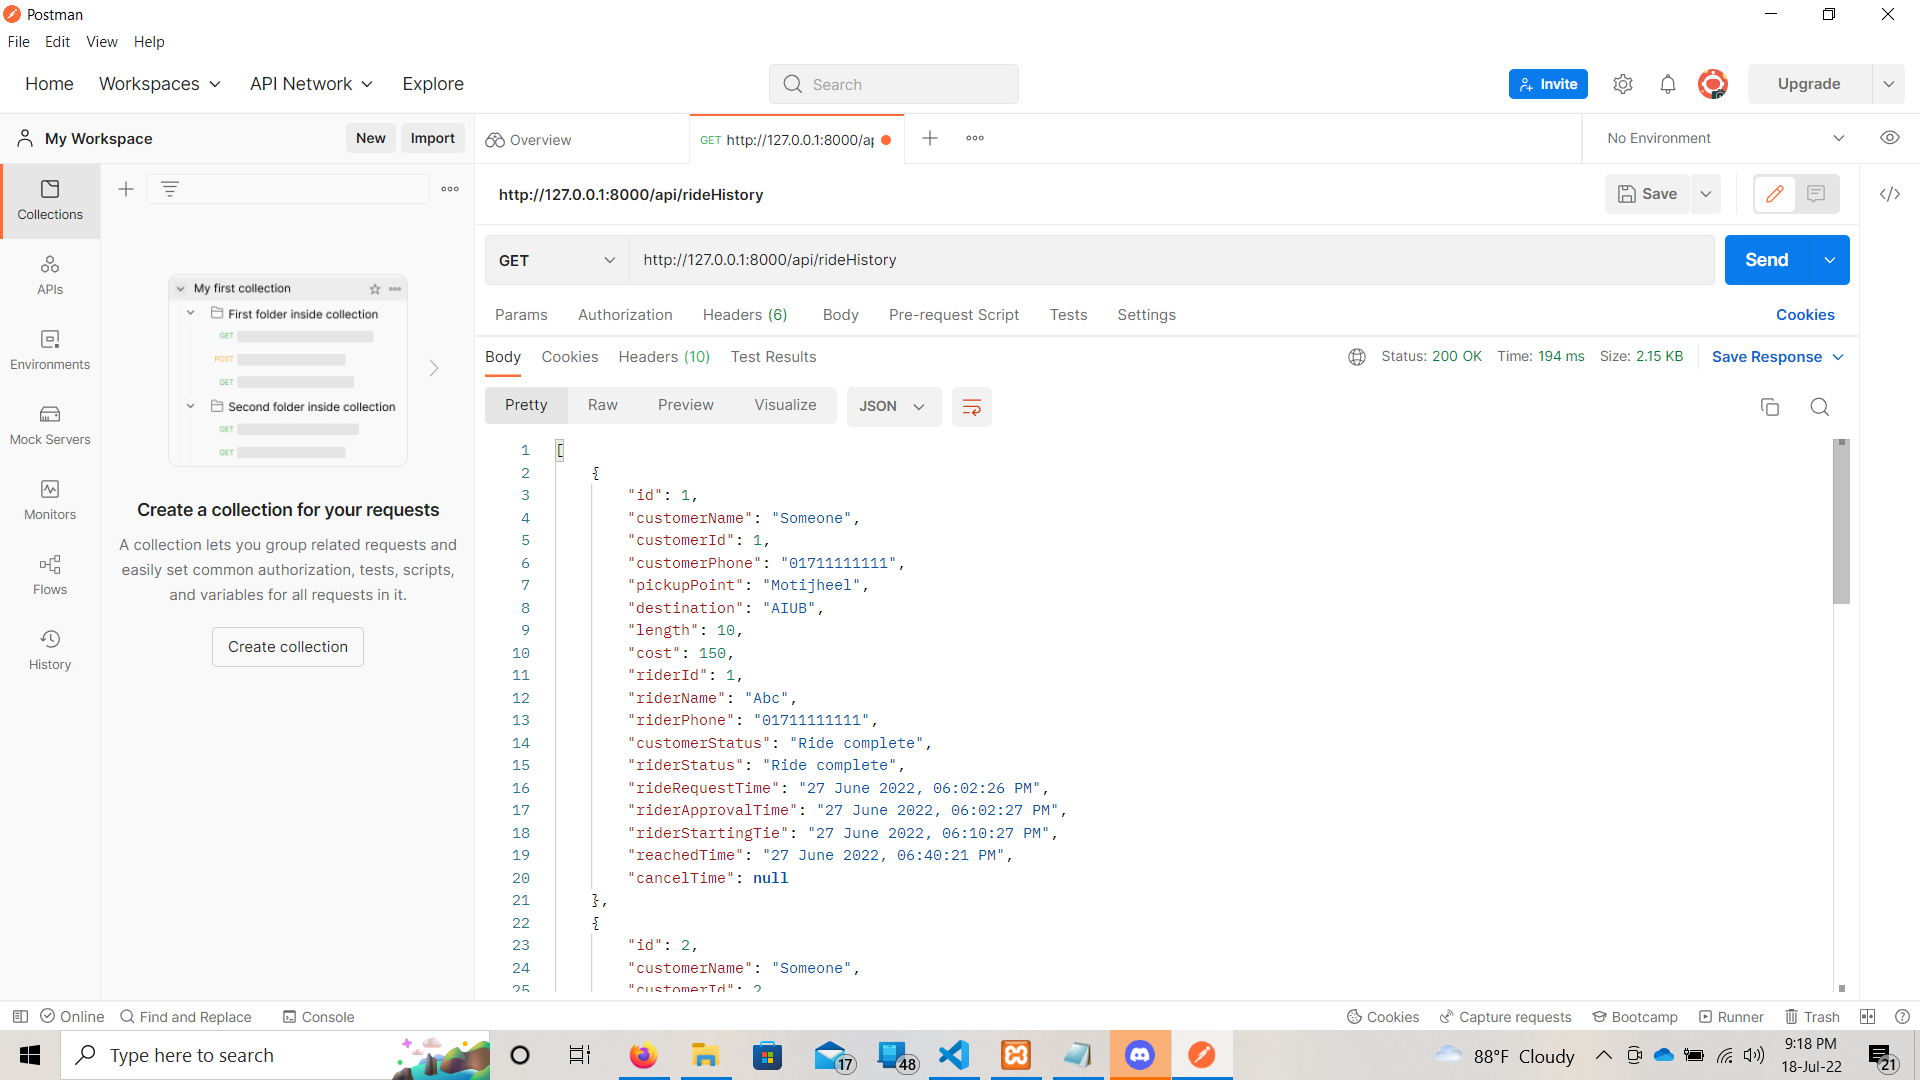 Postman
File Edit View Help
Home Workspaces API Network Explore Search Invite Upgrade
My Workspace New Import Overview GET http://127.0.0.1:8000/ap No Environment
http://127.0.0.1:8000/api/rideHistory Save
GET http://127.0.0.1:8000/api/rideHistory Send
Params Authorization Headers (6) Body Pre-request Script Tests Settings Cookies
Body Cookies Headers (10) Test Results Status: 200 OK Time: 194 ms Size: 2.15 KB Save Response
Pretty Raw Preview Visualize JSON
Collections
APIs
Environments
Mock Servers
Monitors
Flows
History
My first collection
First folder inside collection
GET
POST
GET
Second folder inside collection
GET
GET
Create a collection for your requests
A collection lets you group related requests and
easily set common authorization, tests, scripts,
and variables for all requests in it.
Create collection
1 [
2 {
3 "id": 1,
4 "customerName": "Someone",
5 "customerId": 1,
6 "customerPhone": "01711111111",
7 "pickupPoint": "Motijheel",
8 "destination": "AIUB",
9 "length": 10,
10 "cost": 150,
11 "riderId": 1,
12 "riderName": "Abc",
13 "riderPhone": "01711111111",
14 "customerStatus": "Ride complete",
15 "riderStatus": "Ride complete",
16 "rideRequestTime": "27 June 2022, 06:02:26 PM",
17 "riderApprovalTime": "27 June 2022, 06:02:27 PM",
18 "riderStartingTie": "27 June 2022, 06:10:27 PM",
19 "reachedTime": "27 June 2022, 06:40:21 PM",
20 "cancelTime": null
21 },
22 {
23 "id": 2,
24 "customerName": "Someone",
25 "customerId": 2
Online Find and Replace Console Cookies Capture requests Bootcamp Runner Trash
Type here to search 17 48 88°F Cloudy 9:18 PM
18-Jul-22 21